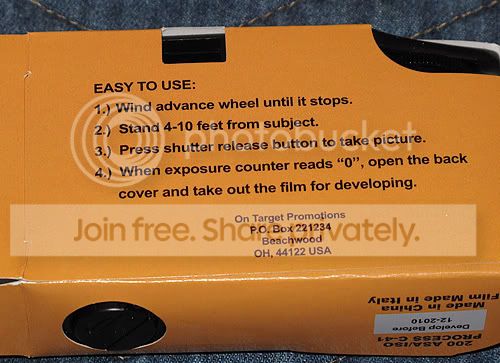 EASY TO USE:
1.) Wind advance wheel until it stops.
2.) Stand 4-10 feet from subject.
3.) Press shutter release button to take picture.
4.) When exposure counter reads "0", open the back
cover and take out the film for developing.
photobucket
Join free. Share privately.
On Target Promotions
P.O. Box 221234
Beachwood
OH, 44122 USA
200 ASA/ISO
PROCESS C-41
Develop Before
12-2010
Made in China
Film Made in Italy